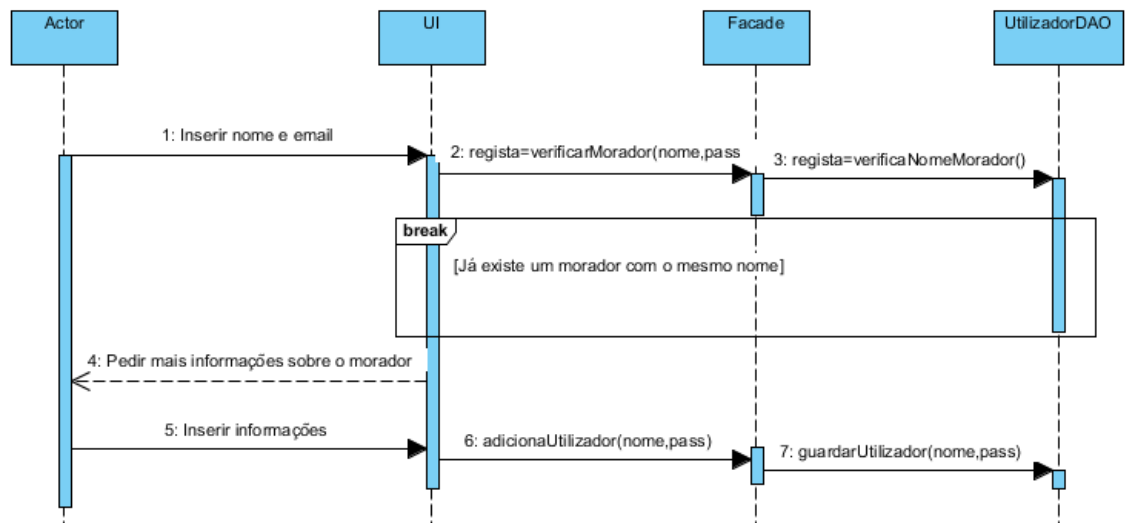 Actor
UI
Facade
UtilizadorDAO
1: Inserir nome e email
2: regista=verificarMorador(nome,pass
3: regista=verificaNomeMorador()
break
[Já existe um morador com o mesmo nome]
4: Pedir mais informações sobre o morador
5: Inserir informações
6: adicionaUtilizador(nome,pass)
7: guardarUtilizador(nome,pass)